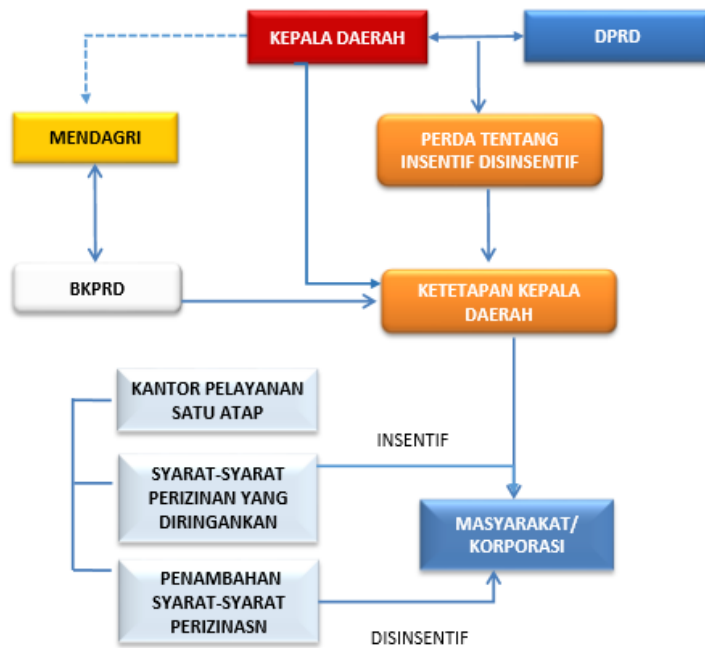 KEPALA DAERAH
DPRD
MENDAGRI
PERDA TENTANG
INSENTIF DISINSENTIF
BKPRD
KETETAPAN KEPALA
DAERAH
KANTOR PELAYANAN
SATU ATAP
INSENTIF
SYARAT-SYARAT
PERIZINAN YANG
DIRINGANKAN
MASYARAKAT/
KORPORASI
PENAMBAHAN
SYARAT-SYARAT
PERIZINASN
DISINSENTIF